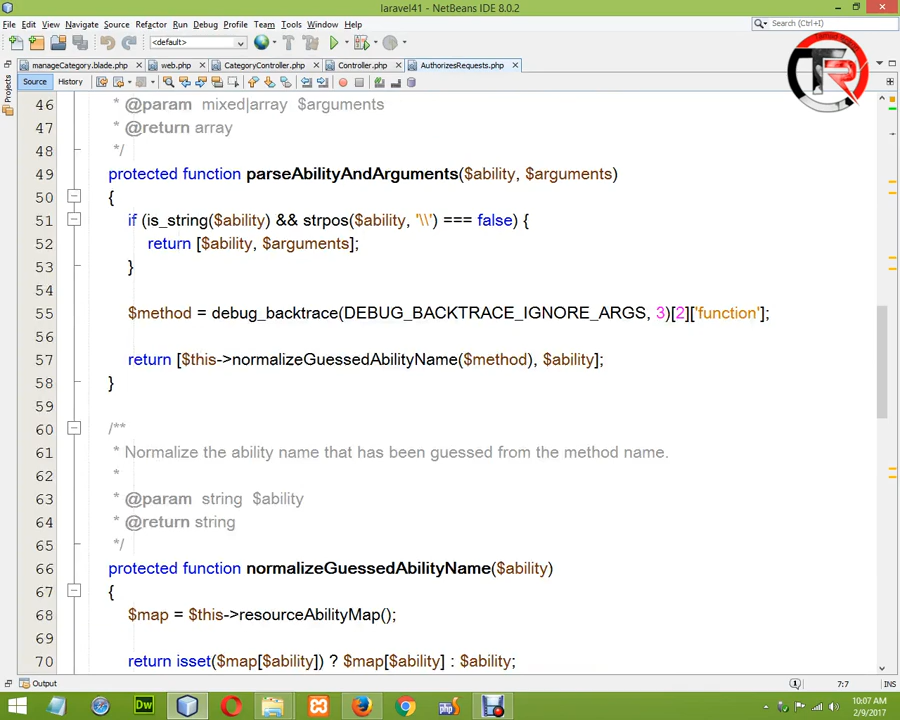 laravel41 - NetBeans IDE 8.0.2
File Edit View Navigate Source Refactor Run Debug Profile Team Tools Window Help
<default> Search (Ctrl+I)
manageCategory.blade.php web.php CategoryController.php Controller.php AuthorizesRequests.php
Source History
Projects
46 * @param mixed|array $arguments
47 * @return array
48 */
49 protected function parseAbilityAndArguments($ability, $arguments)
50 {
51 if (is_string($ability) && strpos($ability, '\\') === false) {
52 return [$ability, $arguments];
53 }
54
55 $method = debug_backtrace(DEBUG_BACKTRACE_IGNORE_ARGS, 3)[2]['function'];
56
57 return [$this->normalizeGuessedAbilityName($method), $ability];
58 }
59
60 /**
61 * Normalize the ability name that has been guessed from the method name.
62 *
63 * @param string $ability
64 * @return string
65 */
66 protected function normalizeGuessedAbilityName($ability)
67 {
68 $map = $this->resourceAbilityMap();
69
70 return isset($map[$ability]) ? $map[$ability] : $ability;
Output
7:7 INS
Dw
php
10:07 AM
2/9/2017